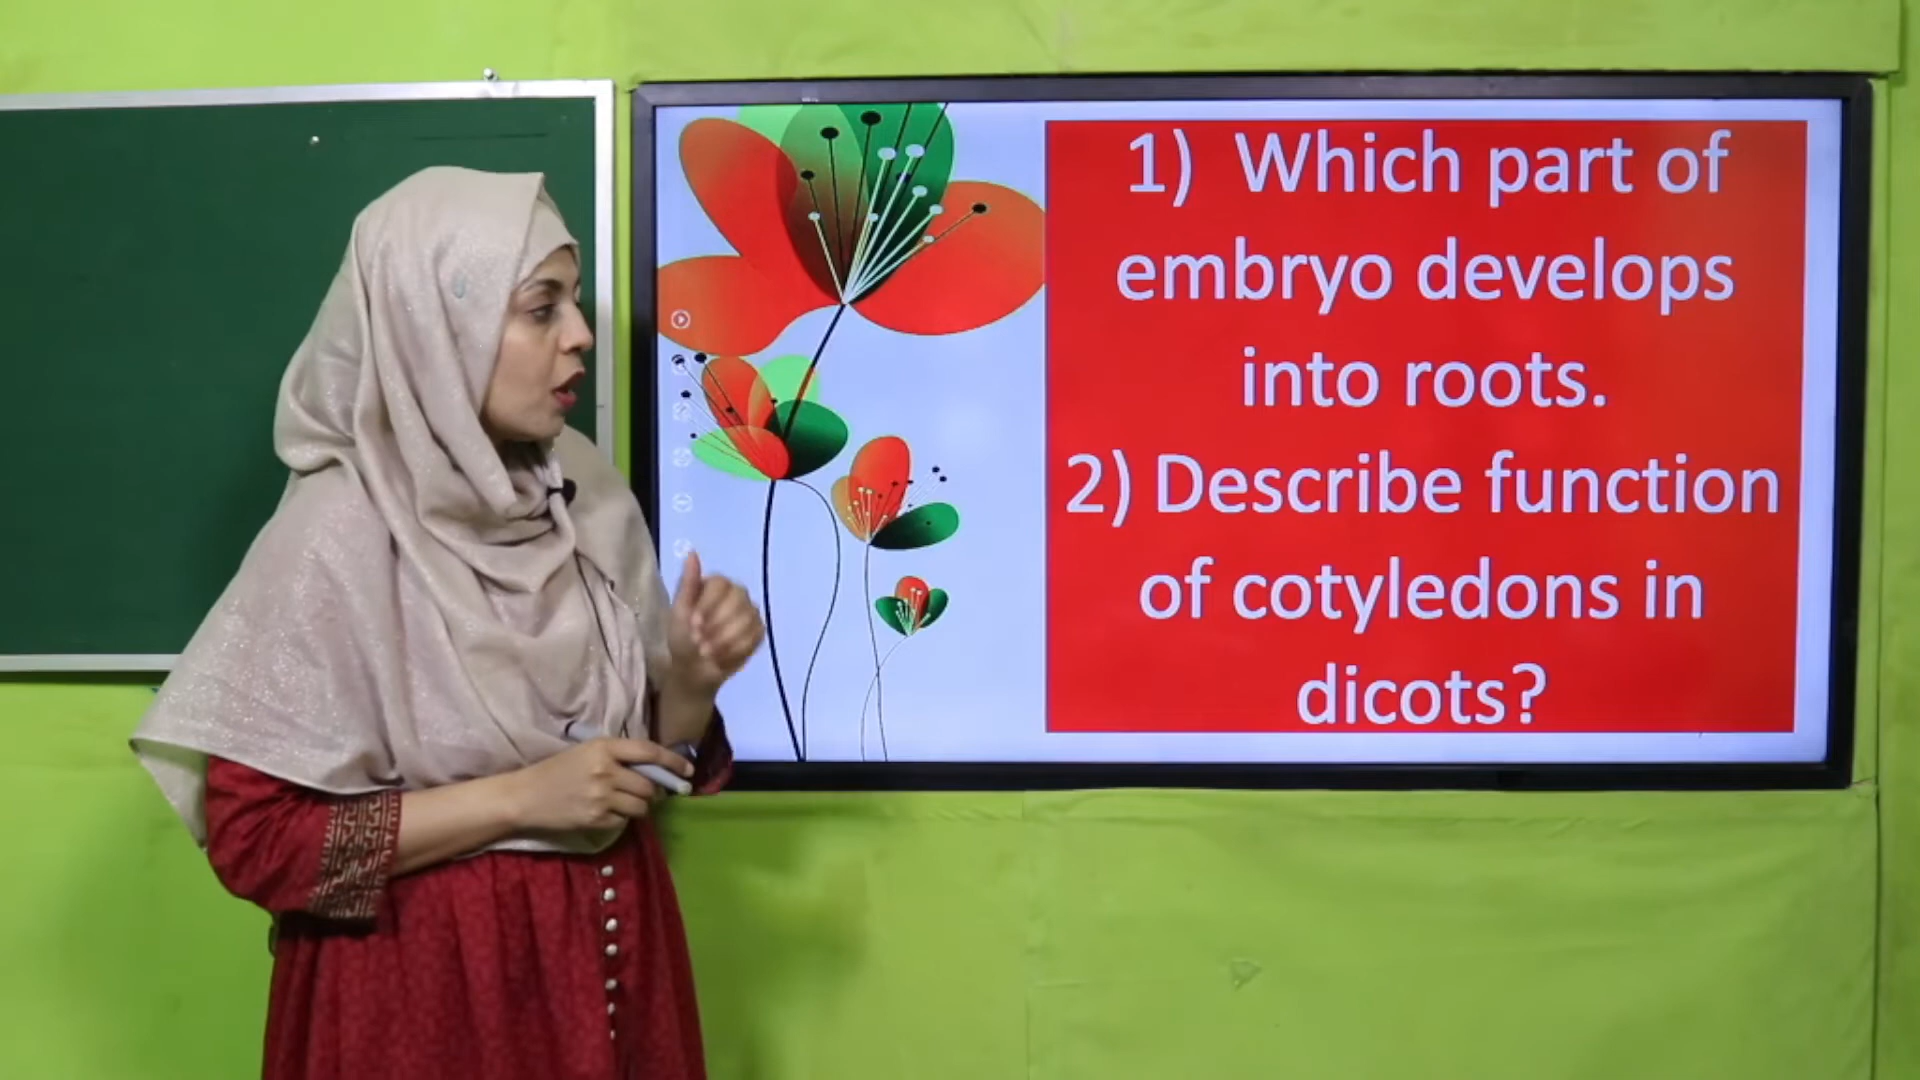 1) Which part of
embryo develops
into roots.
2) Describe function
of cotyledons in
dicots?